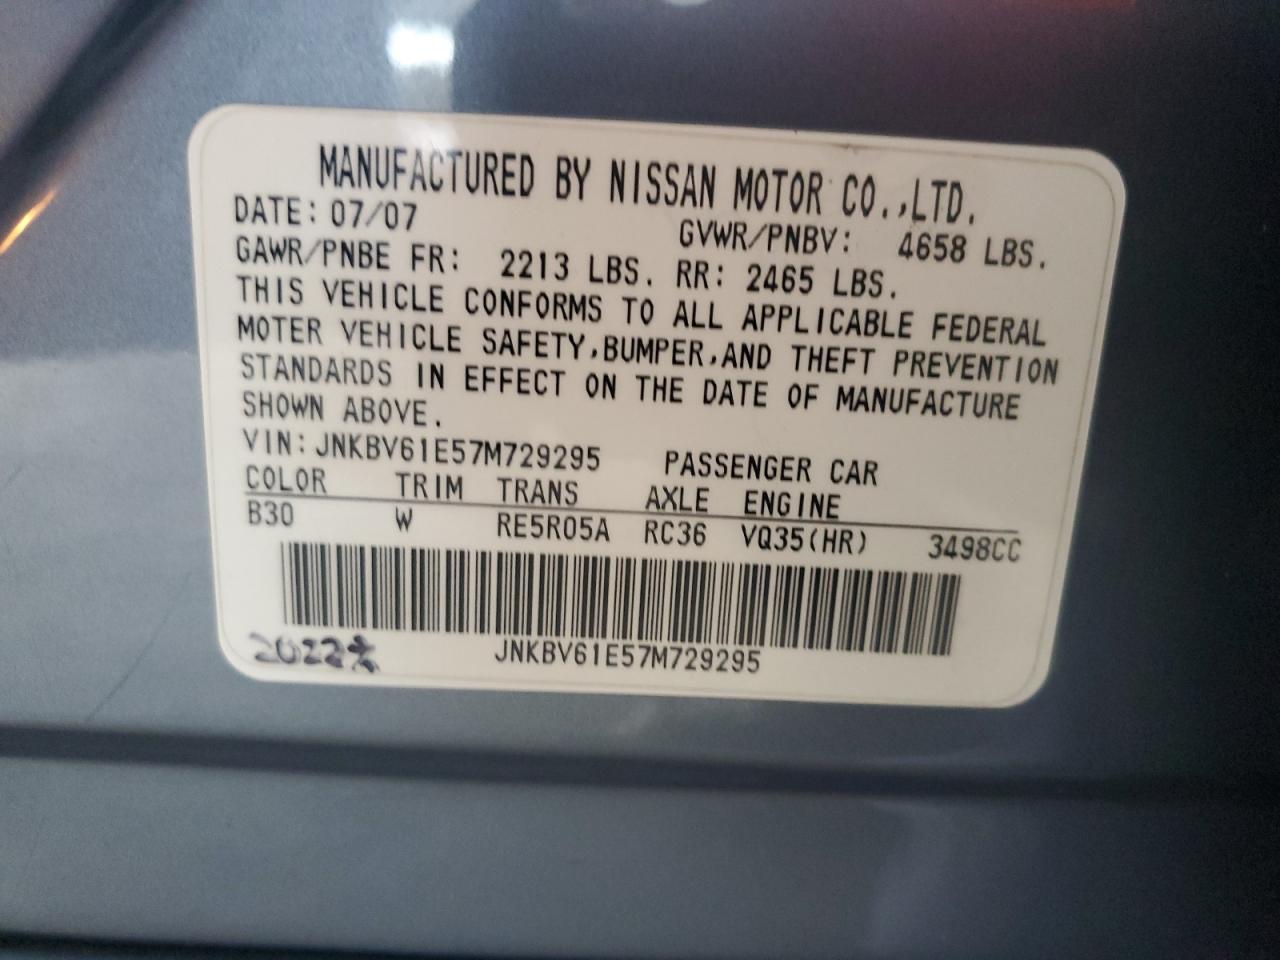 MANUFACTURED BY NISSAN MOTOR CO.,LTD.
DATE: 07/07 GVWR/PNBV: 4658 LBS.
GAWR/PNBE FR: 2213 LBS. RR: 2465 LBS.
THIS VEHICLE CONFORMS TO ALL APPLICABLE FEDERAL
MOTER VEHICLE SAFETY,BUMPER,AND THEFT PREVENTION
STANDARDS IN EFFECT ON THE DATE OF MANUFACTURE
SHOWN ABOVE.
VIN: JNKBV61E57M729295 PASSENGER CAR
COLOR TRIM TRANS AXLE ENGINE
B30 W RE5R05A RC36 VQ35(HR) 3498CC
JNKBV61E57M729295